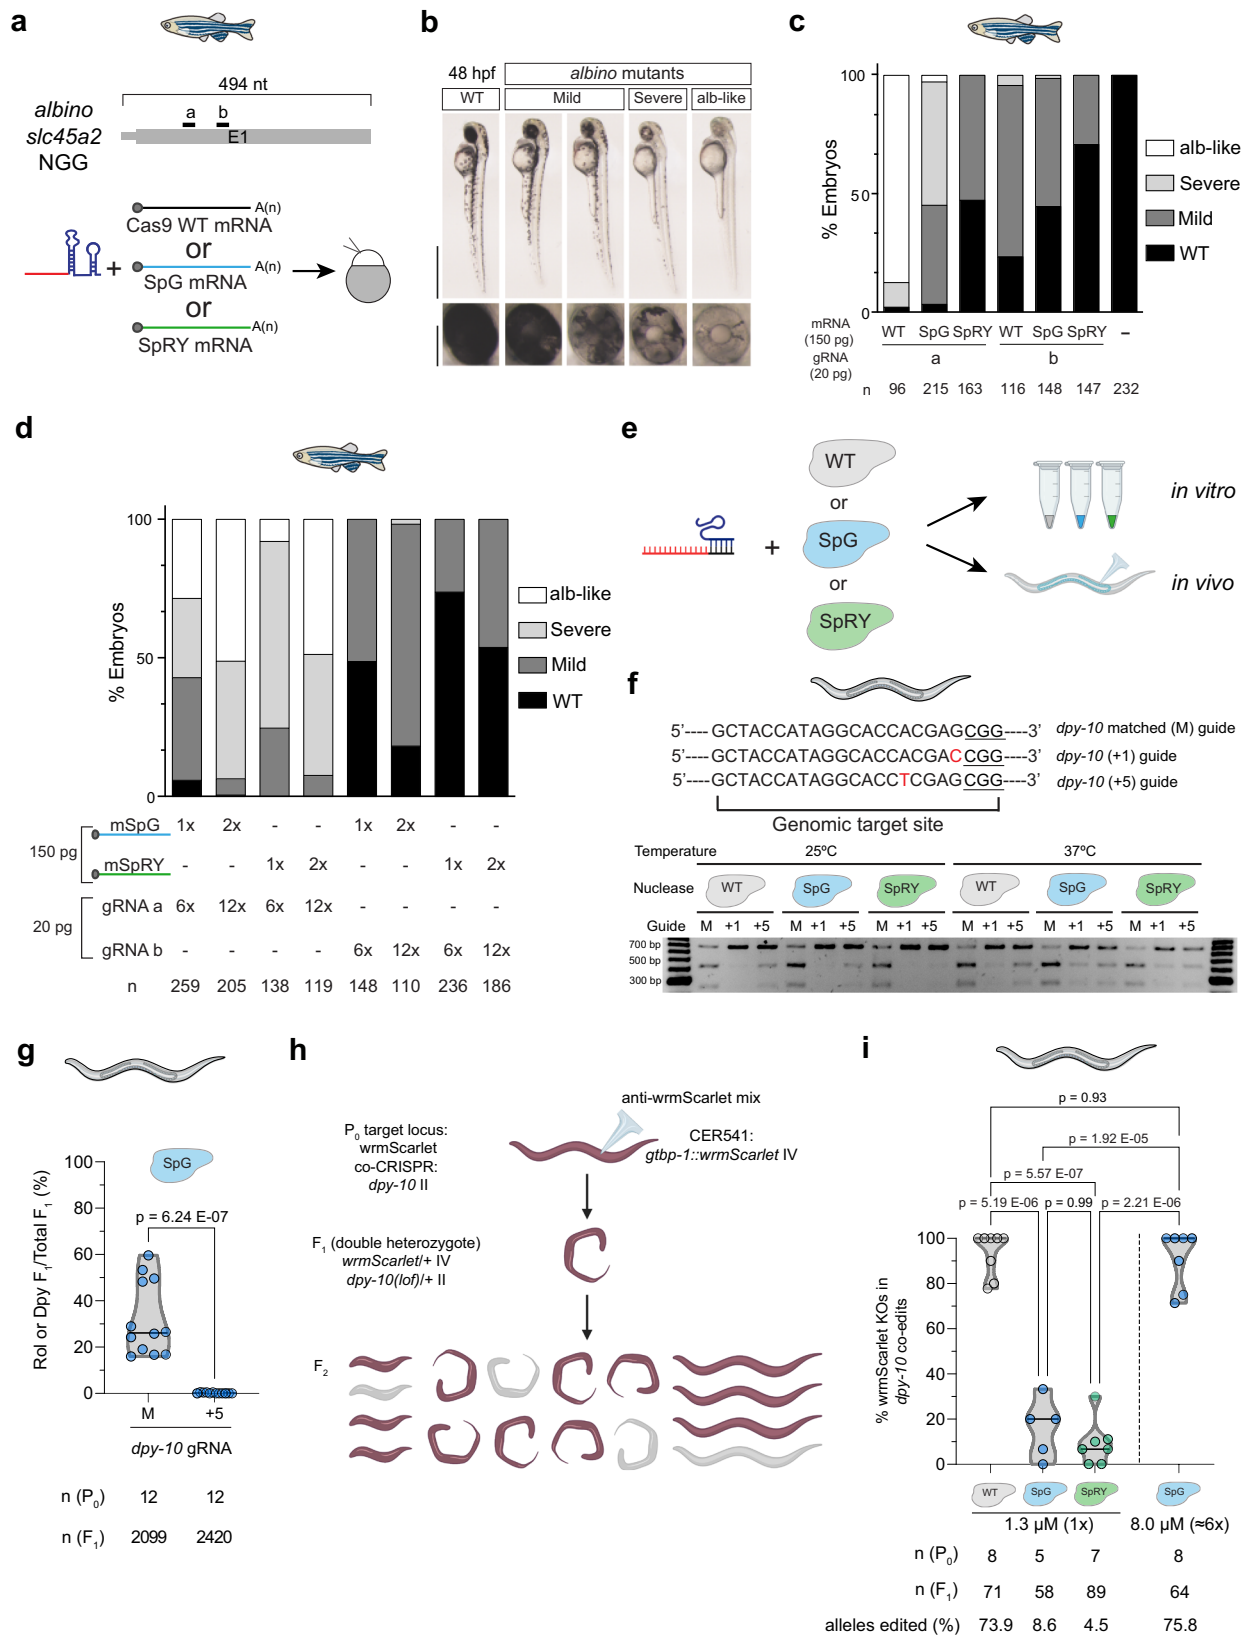 a
494 nt
albino
slc45a2
NGG
a
b
E1
A(n)
Cas9 WT mRNA
or
+
A(n)
SpG mRNA
or
A(n)
SpRY mRNA
b
48 hpf
albino mutants
WT
Mild
Severe
alb-like
c
% Embryos
100
50
0
alb-like
Severe
Mild
WT
mRNA
(150 pg)
WT SpG SpRY WT SpG SpRY –
gRNA
(20 pg)
a
b
n 96 215 163 116 148 147 232
d
% Embryos
100
50
0
alb-like
Severe
Mild
WT
150 pg
mSpG 1x 2x - - 1x 2x - -
mSpRY - - 1x 2x - - 1x 2x
20 pg
gRNA a 6x 12x 6x 12x - - - -
gRNA b - - - - 6x 12x 6x 12x
n 259 205 138 119 148 110 236 186
e
+
WT
or
SpG
or
SpRY
in vitro
in vivo
f
5'---- GCTACCATAGGCACCACGAGCGG----3' dpy-10 matched (M) guide
5'---- GCTACCATAGGCACCACGACCGG----3' dpy-10 (+1) guide
5'---- GCTACCATAGGCACCTCGAGCGG----3' dpy-10 (+5) guide
Genomic target site
Temperature 25ºC 37ºC
Nuclease WT SpG SpRY WT SpG SpRY
Guide M +1 +5 M +1 +5 M +1 +5 M +1 +5 M +1 +5 M +1 +5
700 bp
500 bp
300 bp
g
SpG
Rol or Dpy F1/Total F1 (%)
100
80
60
40
20
0
p = 6.24 E-07
M +5
dpy-10 gRNA
n (P0) 12 12
n (F1) 2099 2420
h
anti-wrmScarlet mix
P0 target locus:
wrmScarlet
co-CRISPR:
dpy-10 II
CER541:
gtbp-1::wrmScarlet IV
F1 (double heterozygote)
wrmScarlet/+ IV
dpy-10(lof)/+ II
F2
i
p = 0.93
p = 1.92 E-05
p = 5.57 E-07
p = 5.19 E-06
p = 0.99
p = 2.21 E-06
% wrmScarlet KOs in
dpy-10 co-edits
100
80
60
40
20
0
WT SpG SpRY SpG
1.3 µM (1x) 8.0 µM (≈6x)
n (P0) 8 5 7 8
n (F1) 71 58 89 64
alleles edited (%) 73.9 8.6 4.5 75.8